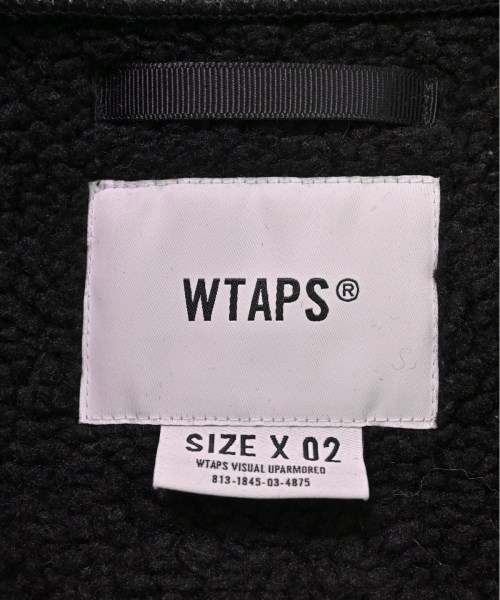 WTAPS®
SIZE X 02
WTAPS VISUAL UPARMORED
813-1845-03-4875